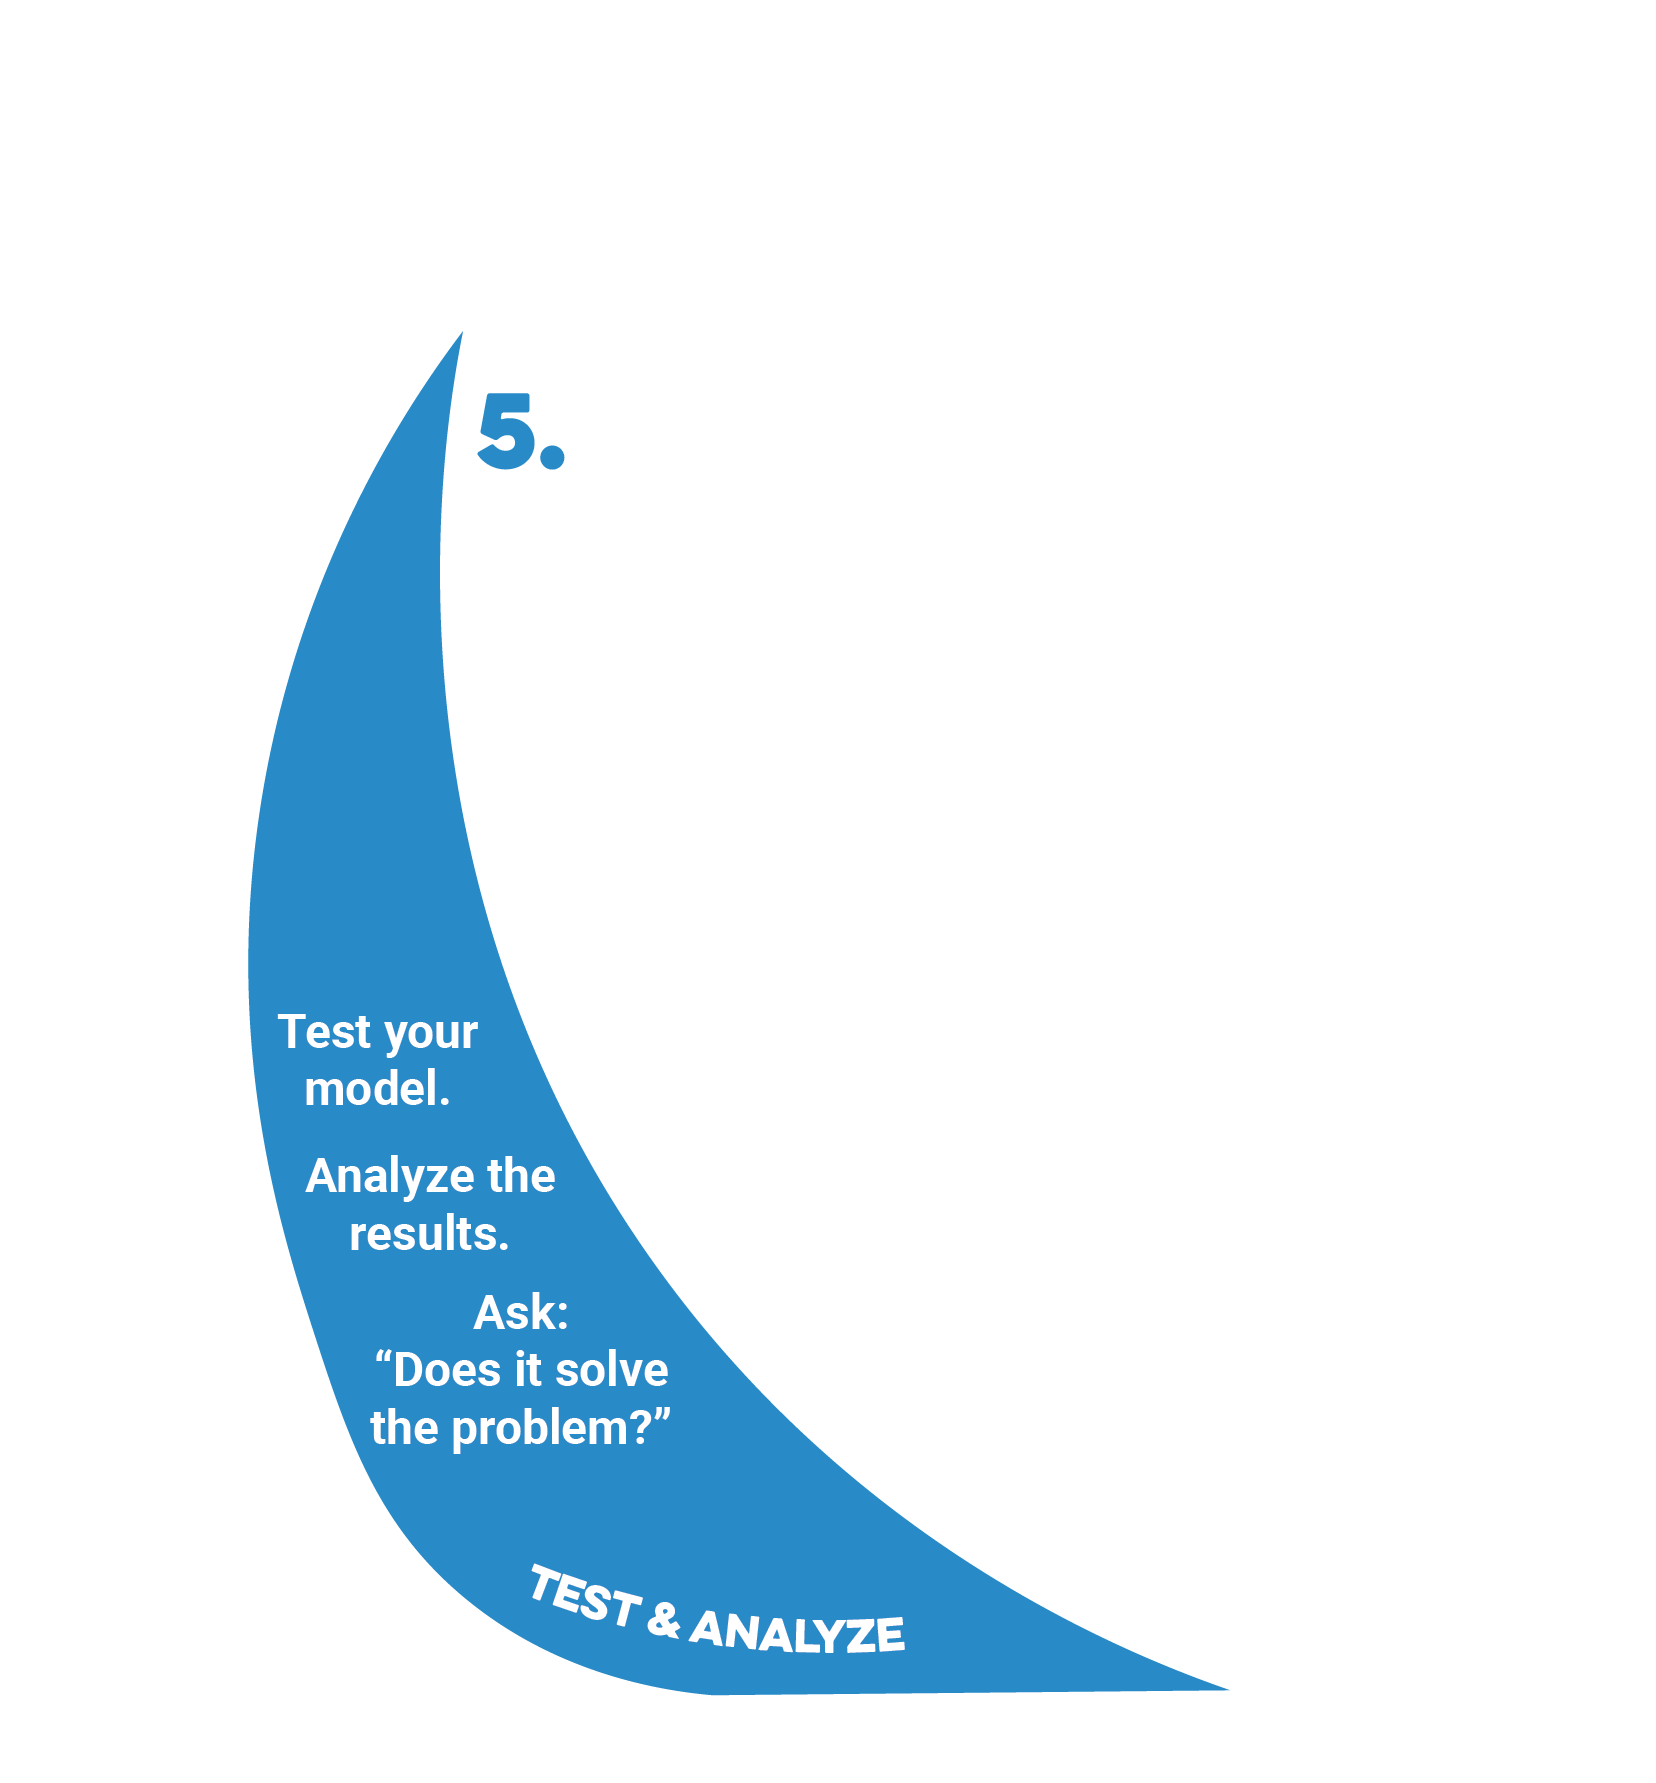 5.
Test your
model.
Analyze the
results.
Ask:
“Does it solve
the problem?”
TEST & ANALYZE